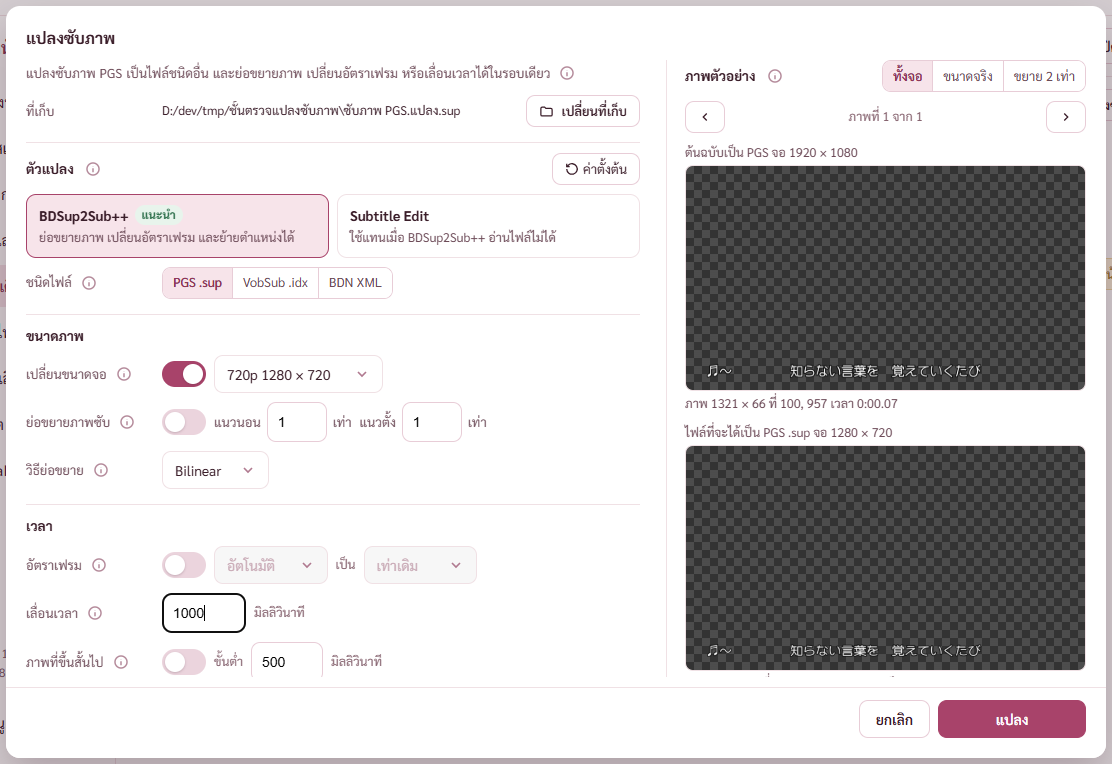 แปลงซับภาพ
แปลงซับภาพ PGS เป็นไฟล์ชนิดอื่น และย่อขยายภาพ เปลี่ยนอัตราเฟรม หรือเลื่อนเวลาได้ในรอบเดียว
ที่เก็บ D:/dev/tmp/ชั้นตรวจแปลงซับภาพ\ซับภาพ PGS.แปลง.sup เปลี่ยนที่เก็บ
ตัวแปลง ค่าตั้งต้น
BDSup2Sub++ แนะนำ
ย่อขยายภาพ เปลี่ยนอัตราเฟรม และย้ายตำแหน่งได้
Subtitle Edit
ใช้แทนเมื่อ BDSup2Sub++ อ่านไฟล์ไม่ได้
ชนิดไฟล์ PGS .sup VobSub .idx BDN XML
ขนาดภาพ
เปลี่ยนขนาดจอ 720p 1280 × 720
ย่อขยายภาพซับ แนวนอน 1 เท่า แนวตั้ง 1 เท่า
วิธีย่อขยาย Bilinear
เวลา
อัตราเฟรม อัตโนมัติ เป็น เท่าเดิม
เลื่อนเวลา 1000 มิลลิวินาที
ภาพที่ขึ้นสั้นไป ขั้นต่ำ 500 มิลลิวินาที
ภาพตัวอย่าง ทั้งจอ ขนาดจริง ขยาย 2 เท่า
ภาพที่ 1 จาก 1
ต้นฉบับเป็น PGS จอ 1920 × 1080
♫～ 知らない言葉を 覚えていくたび
ภาพ 1321 × 66 ที่ 100, 957 เวลา 0:00.07
ไฟล์ที่จะได้เป็น PGS .sup จอ 1280 × 720
♫～ 知らない言葉を 覚えていくたび
ยกเลิก แปลง